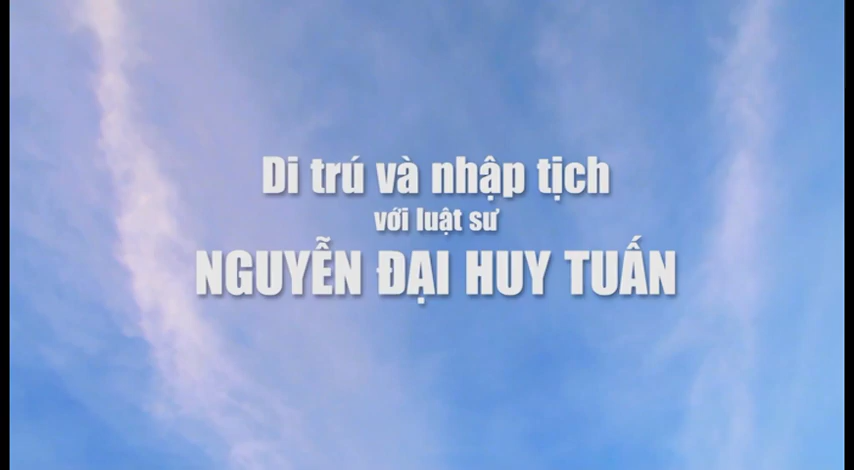 Di trú và nhập tịch
với luật sư
NGUYỄN ĐẠI HUY TUẤN